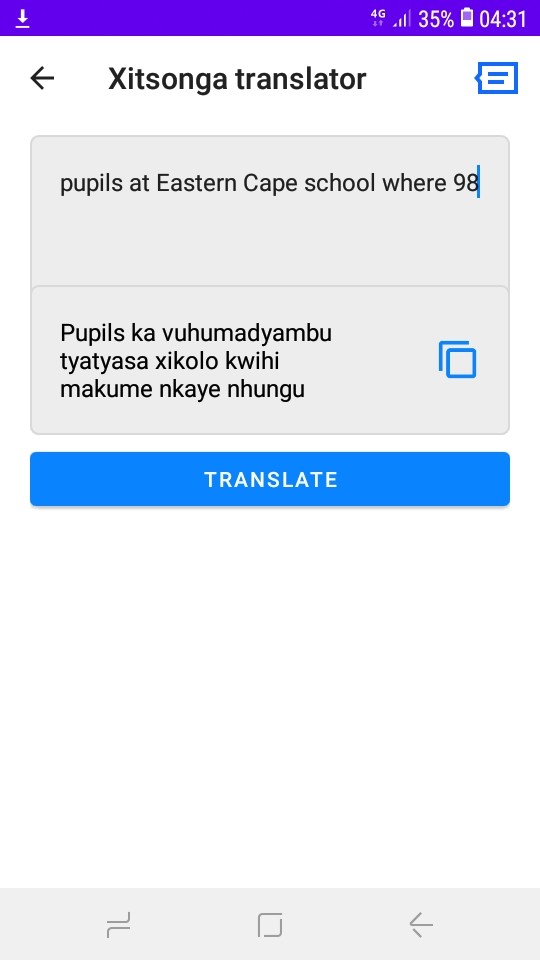 4G 35% 04:31
Xitsonga translator
pupils at Eastern Cape school where 98
Pupils ka vuhumadyambu
tyatyasa xikolo kwihi
makume nkaye nhungu
TRANSLATE